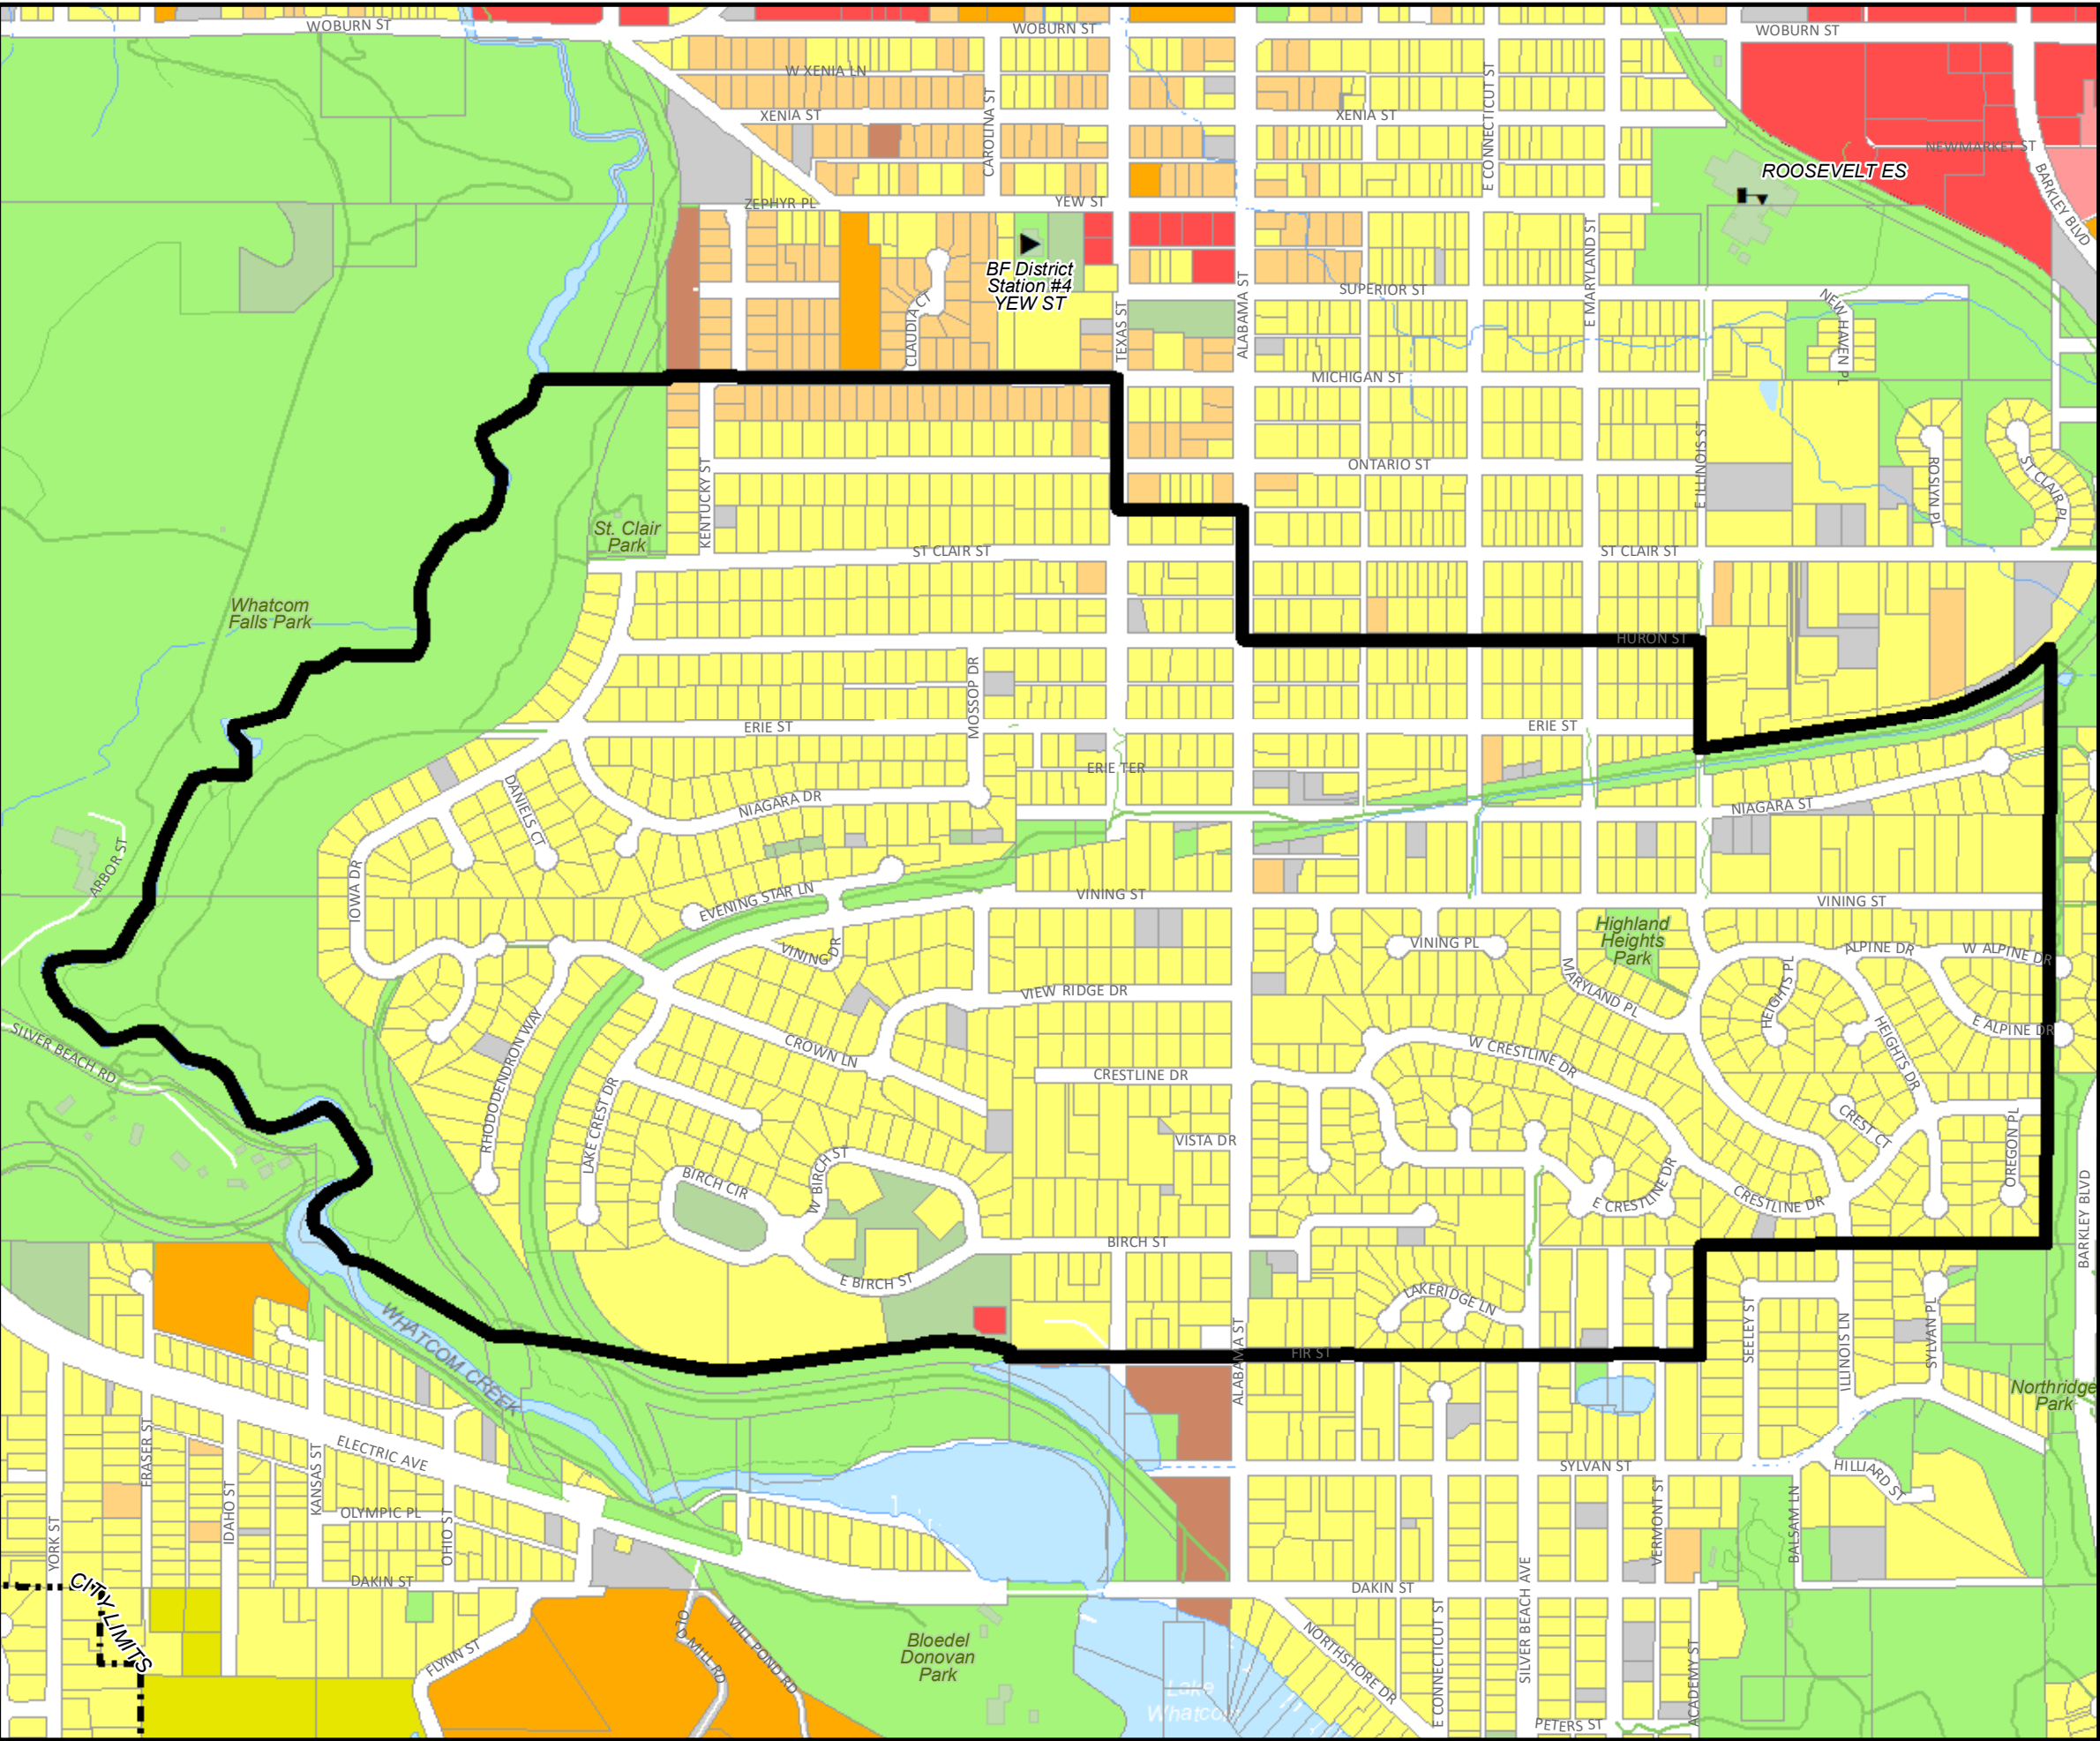 WOBURN ST
WOBURN ST
WOBURN ST
W XENIA LN
XENIA ST
XENIA ST
CAROLINA ST
E CONNECTICUT ST
NEWMARKET ST
ROOSEVELT ES
BARKLEY BLVD
ZEPHYR PL
YEW ST
BF District
Station #4
YEW ST
CLAUDIA CT
TEXAS ST
ALABAMA ST
SUPERIOR ST
E MARYLAND ST
NEW HAVEN PL
MICHIGAN ST
ONTARIO ST
E ILLINOIS ST
ROSLYN PL
ST CLAIR PL
KENTUCKY ST
St. Clair
Park
ST CLAIR ST
ST CLAIR ST
Whatcom
Falls Park
HURON ST
MOSSOP DR
ERIE ST
ERIE ST
ERIE TER
DANIELS CT
NIAGARA DR
NIAGARA ST
ARBOR ST
IOWA DR
EVENING STAR LN
VINING ST
VINING ST
VINING DR
VINING PL
Highland
Heights
Park
ALPINE DR
W ALPINE DR
E ALPINE DR
MARYLAND PL
HEIGHTS PL
HEIGHTS DR
VIEW RIDGE DR
SILVER BEACH RD
RHODODENDRON WAY
CROWN LN
W CRESTLINE DR
CRESTLINE DR
LAKE CREST DR
CREST CT
OREGON PL
VISTA DR
BIRCH CIR
W BIRCH ST
E CRESTLINE DR
CRESTLINE DR
BARKLEY BLVD
BIRCH ST
E BIRCH ST
LAKERIDGE LN
WHATCOM CREEK
ALABAMA ST
FIR ST
SEELEY ST
ILLINOIS LN
SYLVAN PL
Northridge
Park
FRASER ST
ELECTRIC AVE
KANSAS ST
IDAHO ST
OLYMPIC PL
OHIO ST
YORK ST
SYLVAN ST
HILLIARD ST
VERMONT ST
BALSAM LN
CITY LIMITS
DAKIN ST
DAKIN ST
SILVER BEACH AVE
FLYNN ST
OLD MILL RD
MILL POND RD
Bloedel
Donovan
Park
Lake
Whatcom
NORTHSHORE DR
E CONNECTICUT ST
ACADEMY ST
PETERS ST